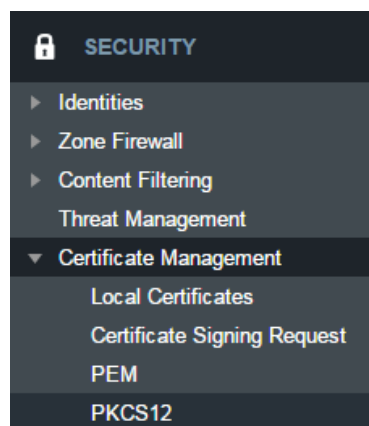 SECURITY
Identities
Zone Firewall
Content Filtering
Threat Management
Certificate Management
Local Certificates
Certificate Signing Request
PEM
PKCS12